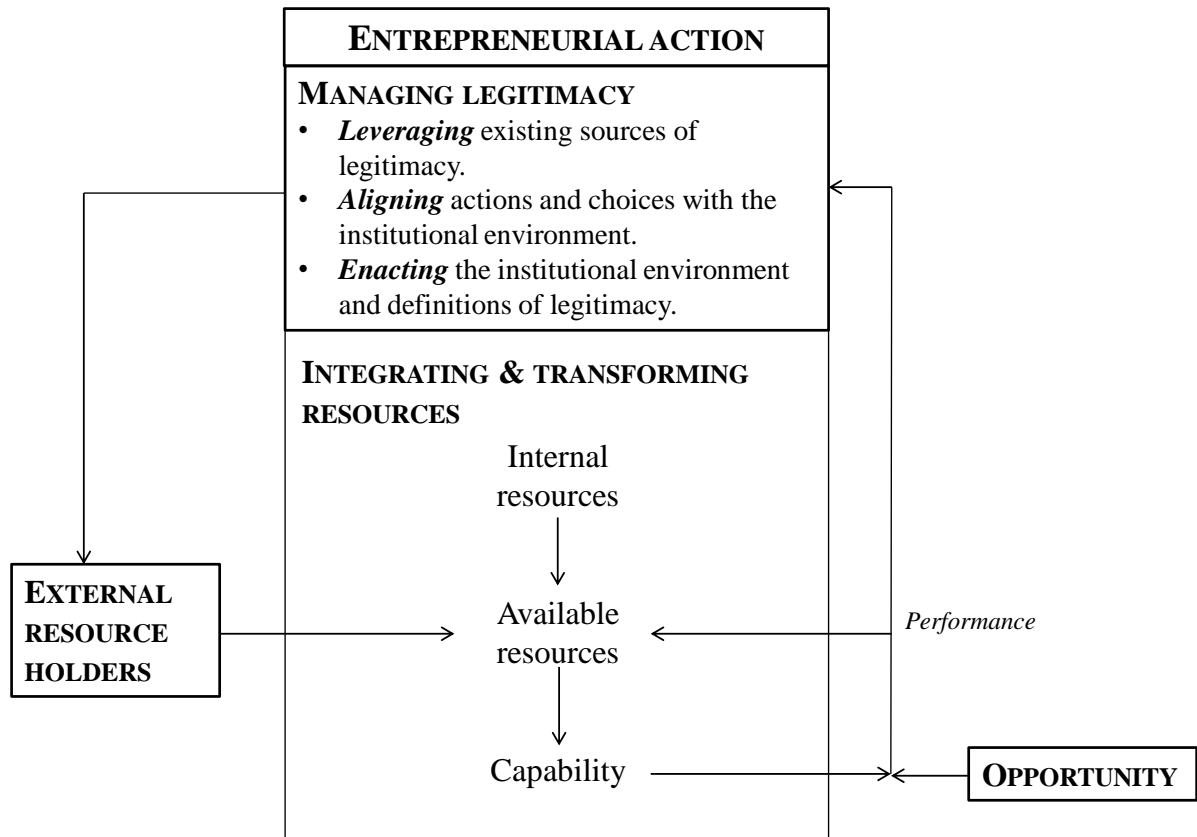 ENTREPRENEURIAL ACTION
MANAGING LEGITIMACY
• Leveraging existing sources of
legitimacy.
• Aligning actions and choices with the
institutional environment.
• Enacting the institutional environment
and definitions of legitimacy.
INTEGRATING & TRANSFORMING
RESOURCES
Internal
resources
EXTERNAL
RESOURCE
HOLDERS
Available
resources
Performance
Capability
OPPORTUNITY